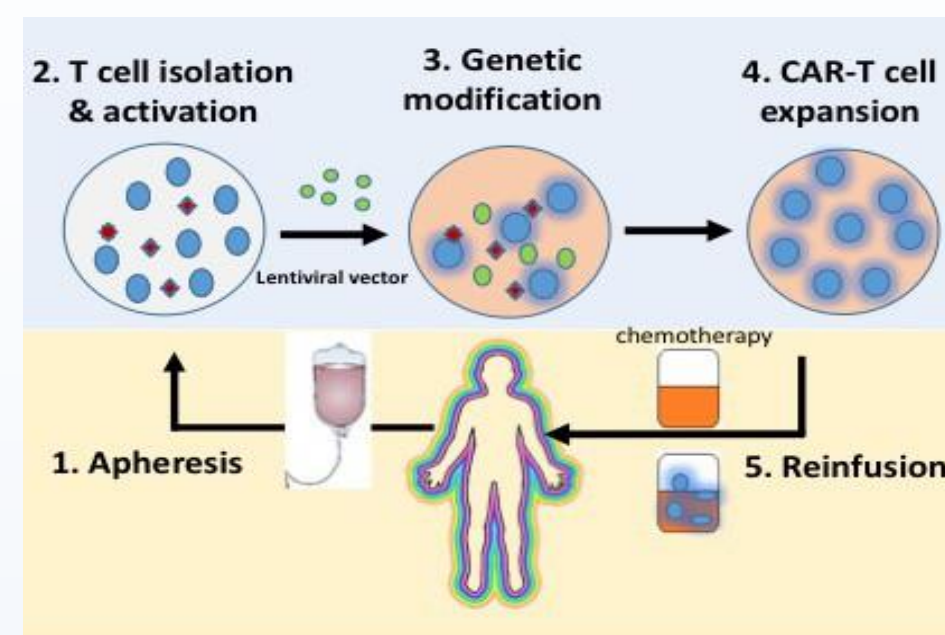 2. T cell isolation
& activation
3. Genetic
modification
4. CAR-T cell
expansion
Lentiviral vector
chemotherapy
1. Apheresis
5. Reinfusion